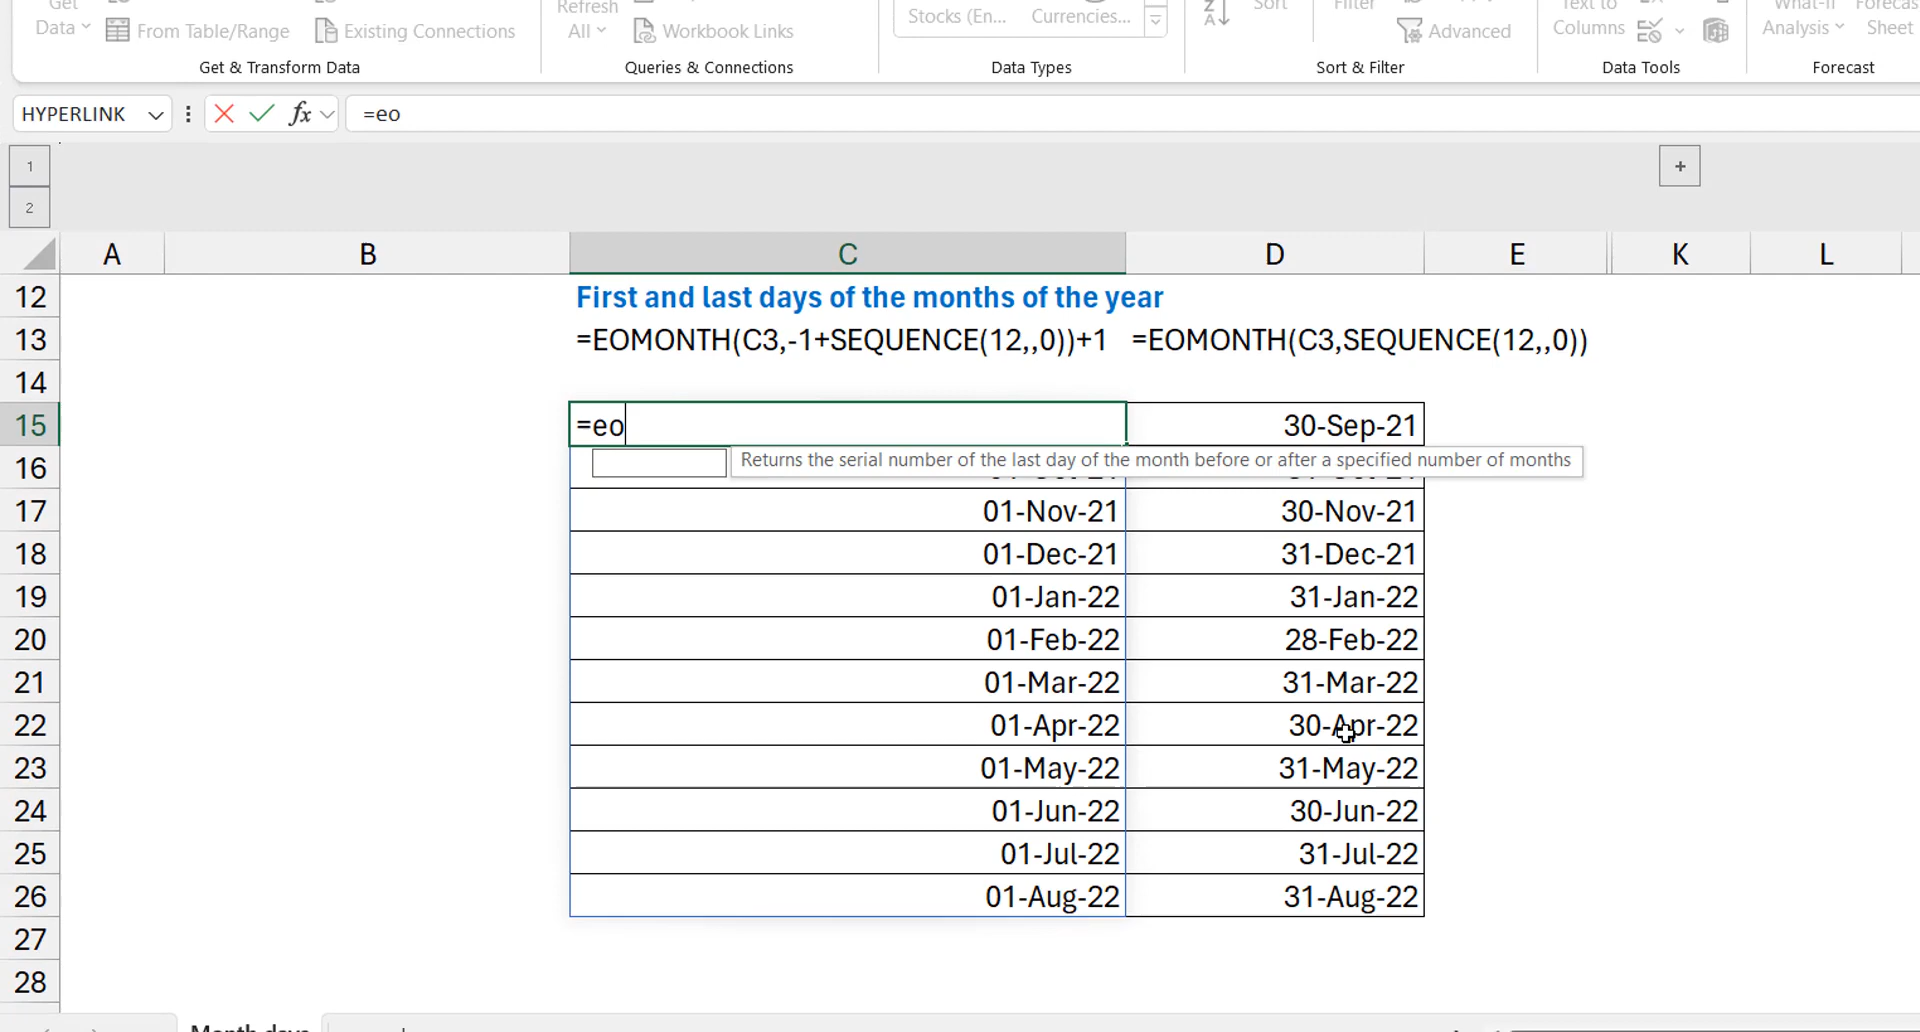 Get
Data
From Table/Range
Existing Connections
Get & Transform Data
Refresh
All
Workbook Links
Queries & Connections
Stocks (En...
Currencies...
Data Types
Sort
Filter
Advanced
Sort & Filter
Text to
Columns
Data Tools
What-If
Analysis
Forecast
Sheet
Forecast
HYPERLINK
fx
=eo
1
2
+
A B C D E K L
12 First and last days of the months of the year
13 =EOMONTH(C3,-1+SEQUENCE(12,,0))+1 =EOMONTH(C3,SEQUENCE(12,,0))
14
15 =eo 30-Sep-21
Returns the serial number of the last day of the month before or after a specified number of months
16
17 01-Nov-21 30-Nov-21
18 01-Dec-21 31-Dec-21
19 01-Jan-22 31-Jan-22
20 01-Feb-22 28-Feb-22
21 01-Mar-22 31-Mar-22
22 01-Apr-22 30-Apr-22
23 01-May-22 31-May-22
24 01-Jun-22 30-Jun-22
25 01-Jul-22 31-Jul-22
26 01-Aug-22 31-Aug-22
27
28
Month days